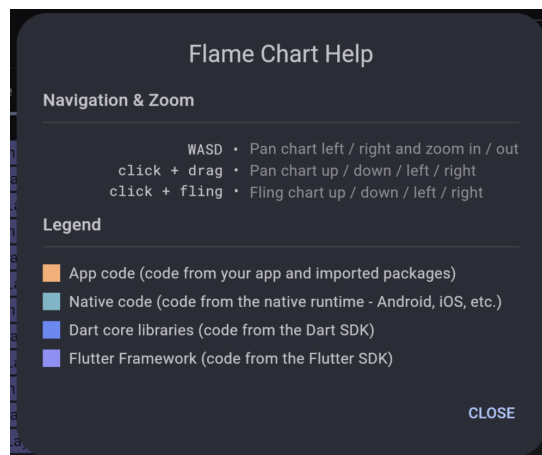 Flame Chart Help
Navigation & Zoom
WASD • Pan chart left / right and zoom in / out
click + drag • Pan chart up / down / left / right
click + fling • Fling chart up / down / left / right
Legend
App code (code from your app and imported packages)
Native code (code from the native runtime - Android, iOS, etc.)
Dart core libraries (code from the Dart SDK)
Flutter Framework (code from the Flutter SDK)
CLOSE